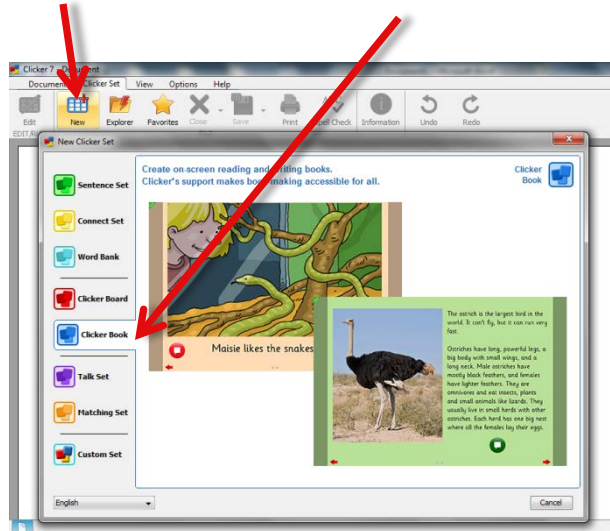 Clicker 7 - Document
Document Clicker Set View Options Help
Edit New Explorer Favorites Close Save Print Spell Check Information Undo Redo
New Clicker Set
Create on-screen reading and writing books.
Clicker's support makes book making accessible for all.
Clicker
Book
Sentence Set
Connect Set
Word Bank
Clicker Board
Clicker Book
Talk Set
Matching Set
Custom Set
Maisie likes the snakes
The ostrich is the largest bird in the
world. It can't fly, but it can run very
fast.
Ostriches have long, powerful legs, a
big body with small wings, and a
long neck. Male ostriches have
mostly black feathers, and females
have lighter feathers. They are
omnivores and eat insects, plants
and small animals like lizards. They
usually live in small herds with other
ostriches. Each herd has one big nest
where all the females lay their eggs.
English
Cancel